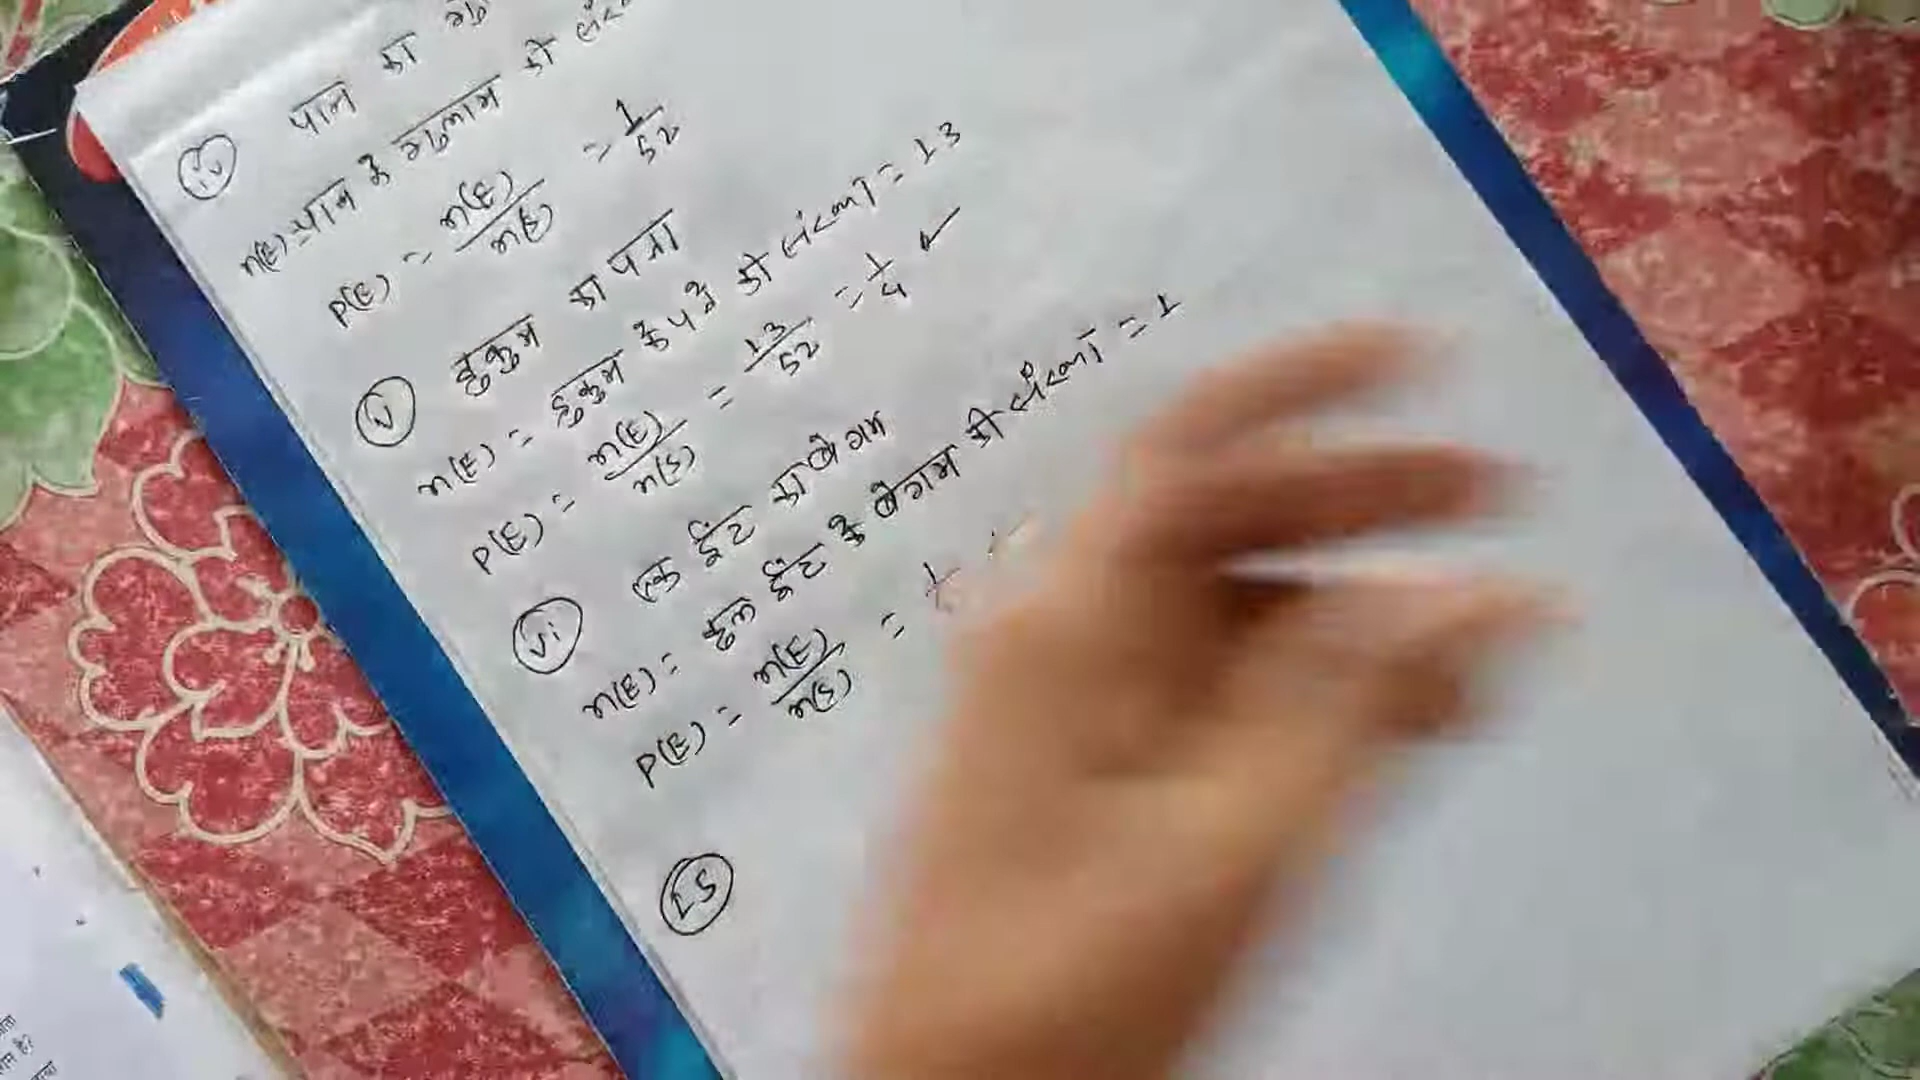 (iv) पान का
n(E) = पान के गुलाम की
P(E) = n(E)/n(S) = 1/52
(v) हुकुम का पत्ता
n(E) = हुकुम के पत्ते की संख्या = 13
P(E) = n(E)/n(S) = 13/52 = 1/4 ✓
(vi) एक ईंट का बेगम
n(E) = कुल ईंट के बेगम की संख्या = 1
P(E) = n(E)/n(S) =
(15)